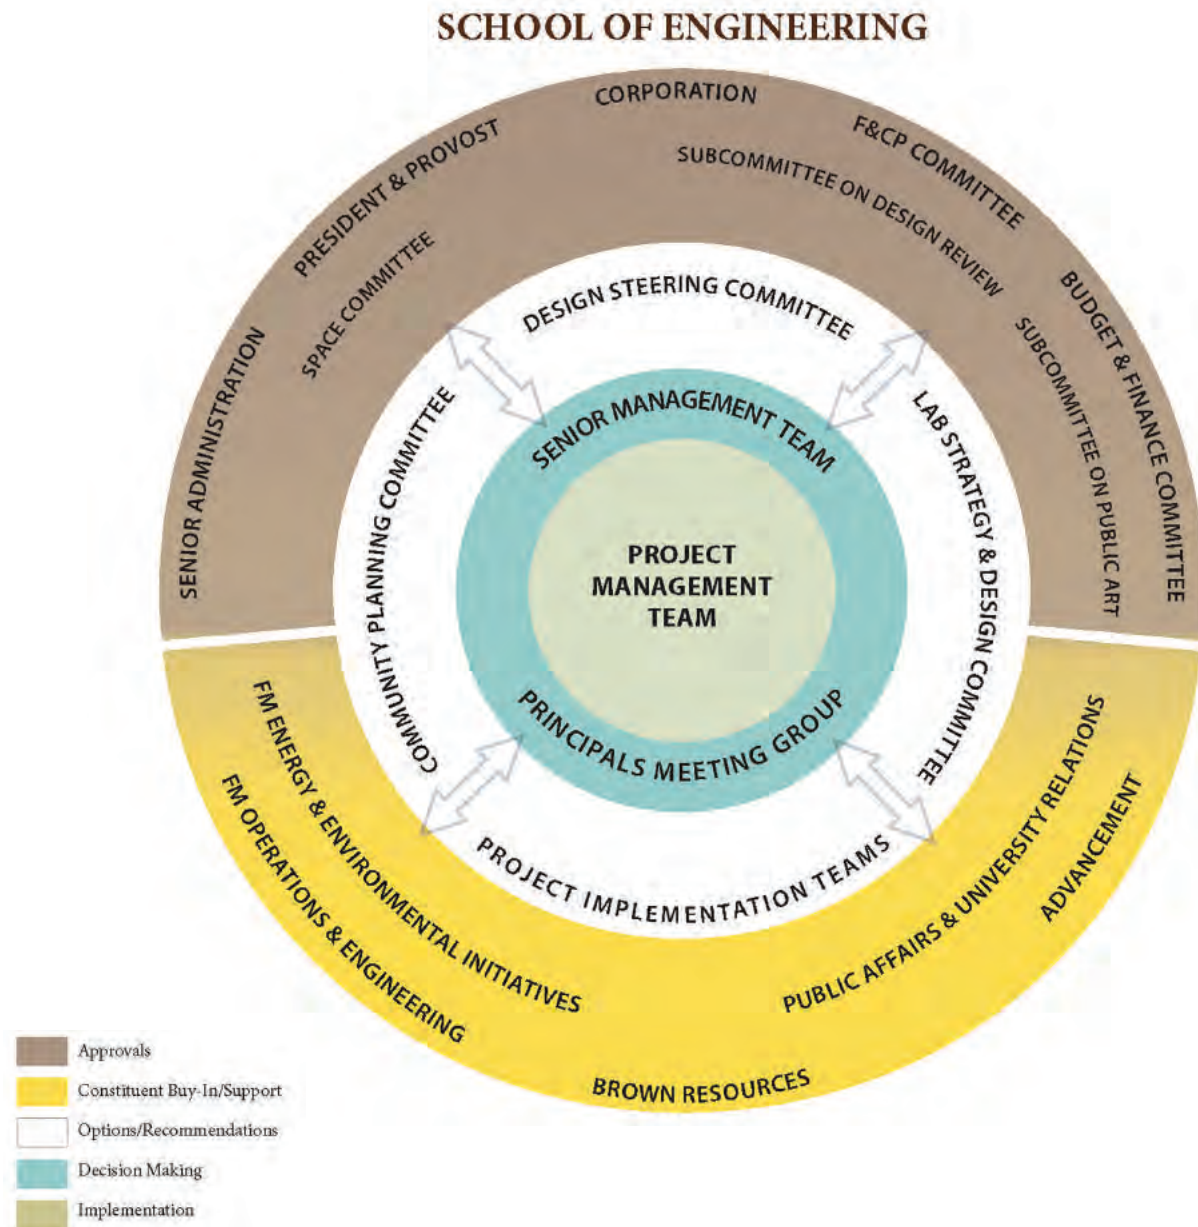 SCHOOL OF ENGINEERING
CORPORATION
PRESIDENT & PROVOST
F&CP COMMITTEE
SUBCOMMITTEE ON DESIGN REVIEW
SPACE COMMITTEE
SENIOR ADMINISTRATION
BUDGET & FINANCE COMMITTEE
SUBCOMMITTEE ON PUBLIC ART
DESIGN STEERING COMMITTEE
COMMUNITY PLANNING COMMITTEE
LAB STRATEGY & DESIGN COMMITTEE
SENIOR MANAGEMENT TEAM
PROJECT
MANAGEMENT
TEAM
PRINCIPALS MEETING GROUP
PROJECT IMPLEMENTATION TEAMS
FM ENERGY & ENVIRONMENTAL INITIATIVES
FM OPERATIONS & ENGINEERING
PUBLIC AFFAIRS & UNIVERSITY RELATIONS
ADVANCEMENT
BROWN RESOURCES
Approvals
Constituent Buy-In/Support
Options/Recommendations
Decision Making
Implementation